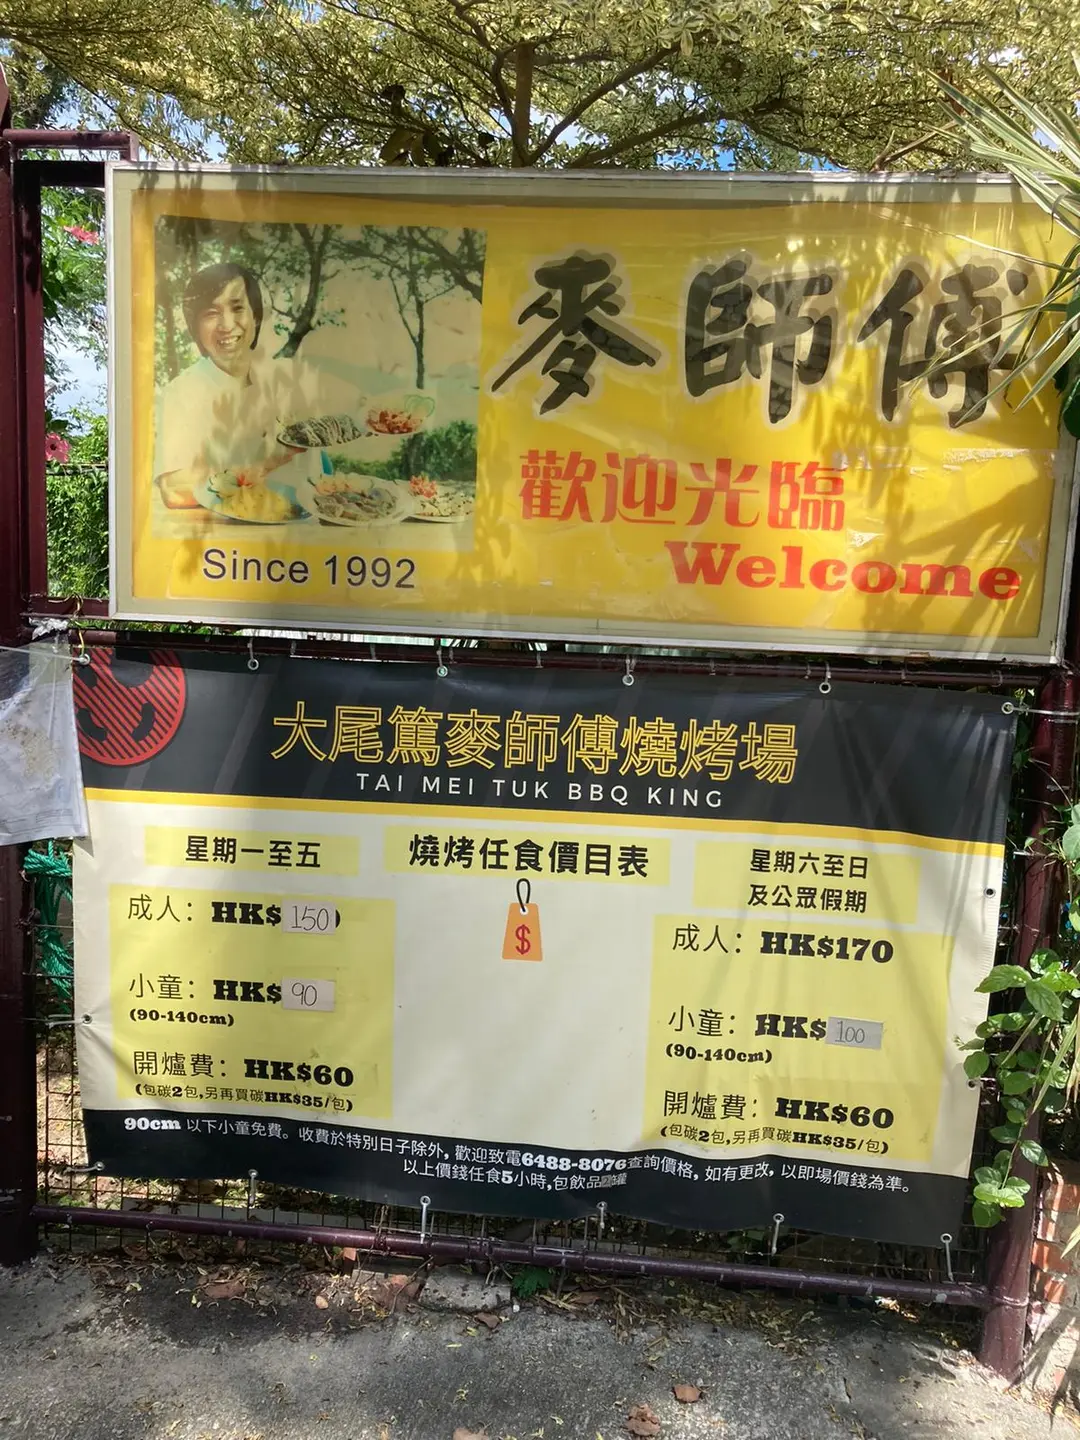 麥師傅
歡迎光臨
Welcome
Since 1992
大尾篤麥師傅燒烤場
TAI MEI TUK BBQ KING
燒烤任食價目表
$
星期一至五
成人：HK$150
小童：HK$90
(90-140cm)
開爐費：HK$60
(包碳2包,另再買碳HK$35/包)
星期六至日
及公眾假期
成人：HK$170
小童：HK$100
(90-140cm)
開爐費：HK$60
(包碳2包,另再買碳HK$35/包)
90cm 以下小童免費。收費於特別日子除外, 歡迎致電6488-8076查詢價格, 如有更改, 以即場價錢為準。
以上價錢任食5小時,包飲品